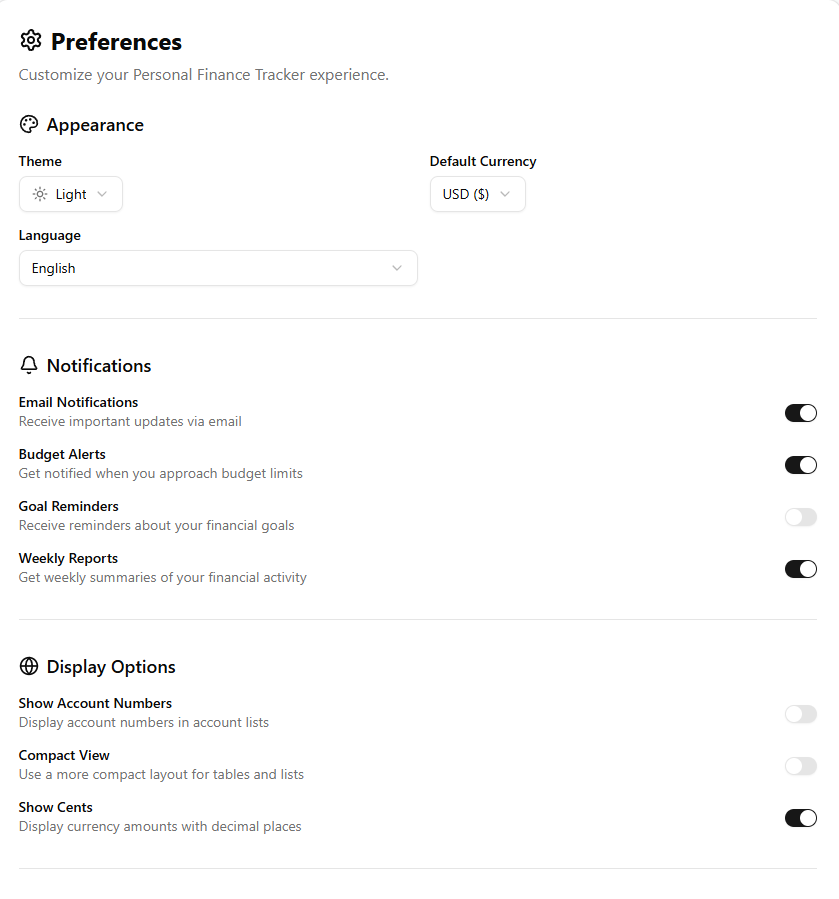 Preferences
Customize your Personal Finance Tracker experience.
Appearance
Theme
Default Currency
Light
USD ($)
Language
English
Notifications
Email Notifications
Receive important updates via email
Budget Alerts
Get notified when you approach budget limits
Goal Reminders
Receive reminders about your financial goals
Weekly Reports
Get weekly summaries of your financial activity
Display Options
Show Account Numbers
Display account numbers in account lists
Compact View
Use a more compact layout for tables and lists
Show Cents
Display currency amounts with decimal places